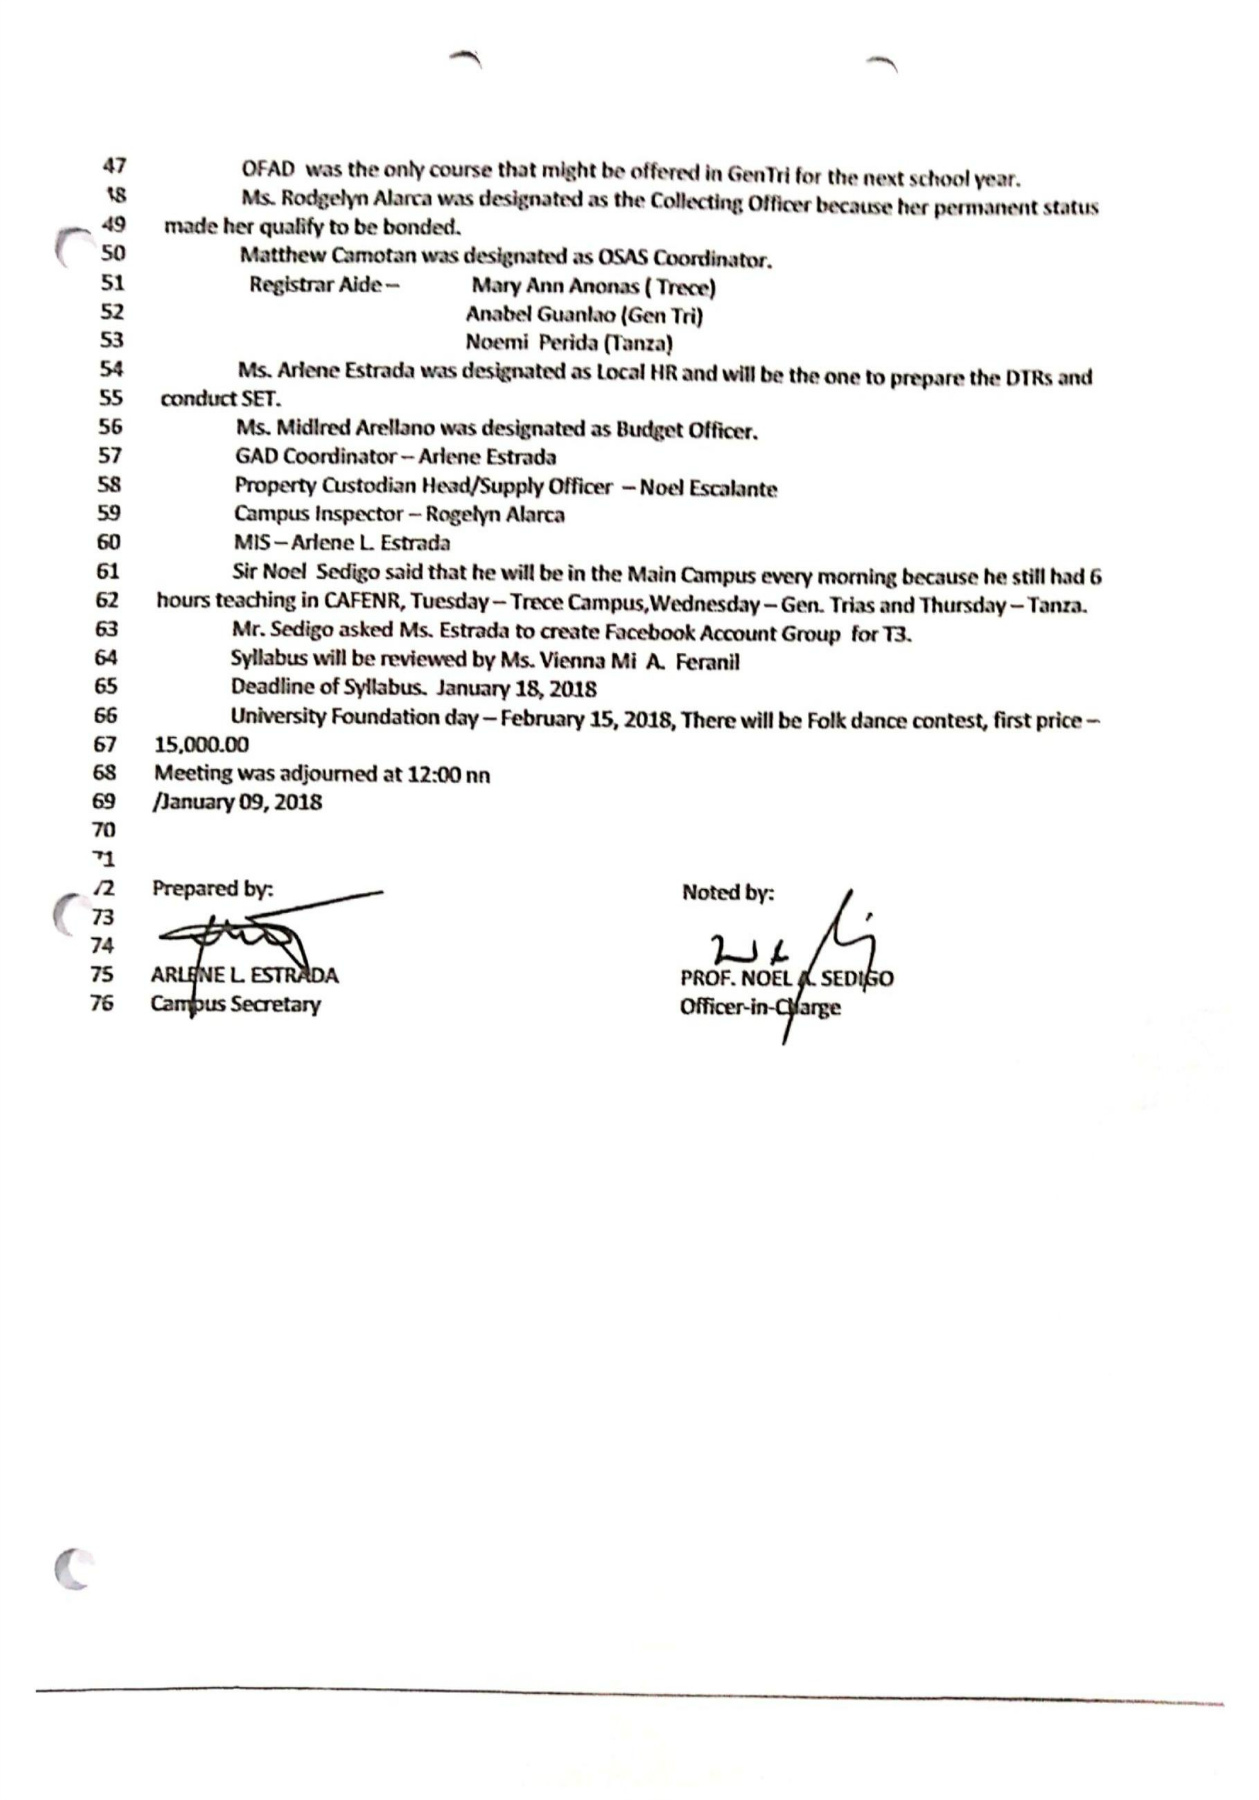 47 OFAD was the only course that might be offered in GenTri for the next school year.
48 Ms. Rodgelyn Alarca was designated as the Collecting Officer because her permanent status
49 made her qualify to be bonded.
50 Matthew Camotan was designated as OSAS Coordinator.
51 Registrar Aide – Mary Ann Anonas ( Trece)
52 Anabel Guanlao (Gen Tri)
53 Noemi Perida (Tanza)
54 Ms. Arlene Estrada was designated as Local HR and will be the one to prepare the DTRs and
55 conduct SET.
56 Ms. Midlred Arellano was designated as Budget Officer.
57 GAD Coordinator – Arlene Estrada
58 Property Custodian Head/Supply Officer – Noel Escalante
59 Campus Inspector – Rogelyn Alarca
60 MIS – Arlene L. Estrada
61 Sir Noel Sedigo said that he will be in the Main Campus every morning because he still had 6
62 hours teaching in CAFENR, Tuesday – Trece Campus,Wednesday – Gen. Trias and Thursday – Tanza.
63 Mr. Sedigo asked Ms. Estrada to create Facebook Account Group for T3.
64 Syllabus will be reviewed by Ms. Vienna Mi A. Feranil
65 Deadline of Syllabus. January 18, 2018
66 University Foundation day – February 15, 2018, There will be Folk dance contest, first price –
67 15,000.00
68 Meeting was adjourned at 12:00 nn
69 /January 09, 2018
70
71
72 Prepared by: Noted by:
73
74
75 ARLENE L. ESTRADA PROF. NOEL A. SEDIGO
76 Campus Secretary Officer-in-Charge